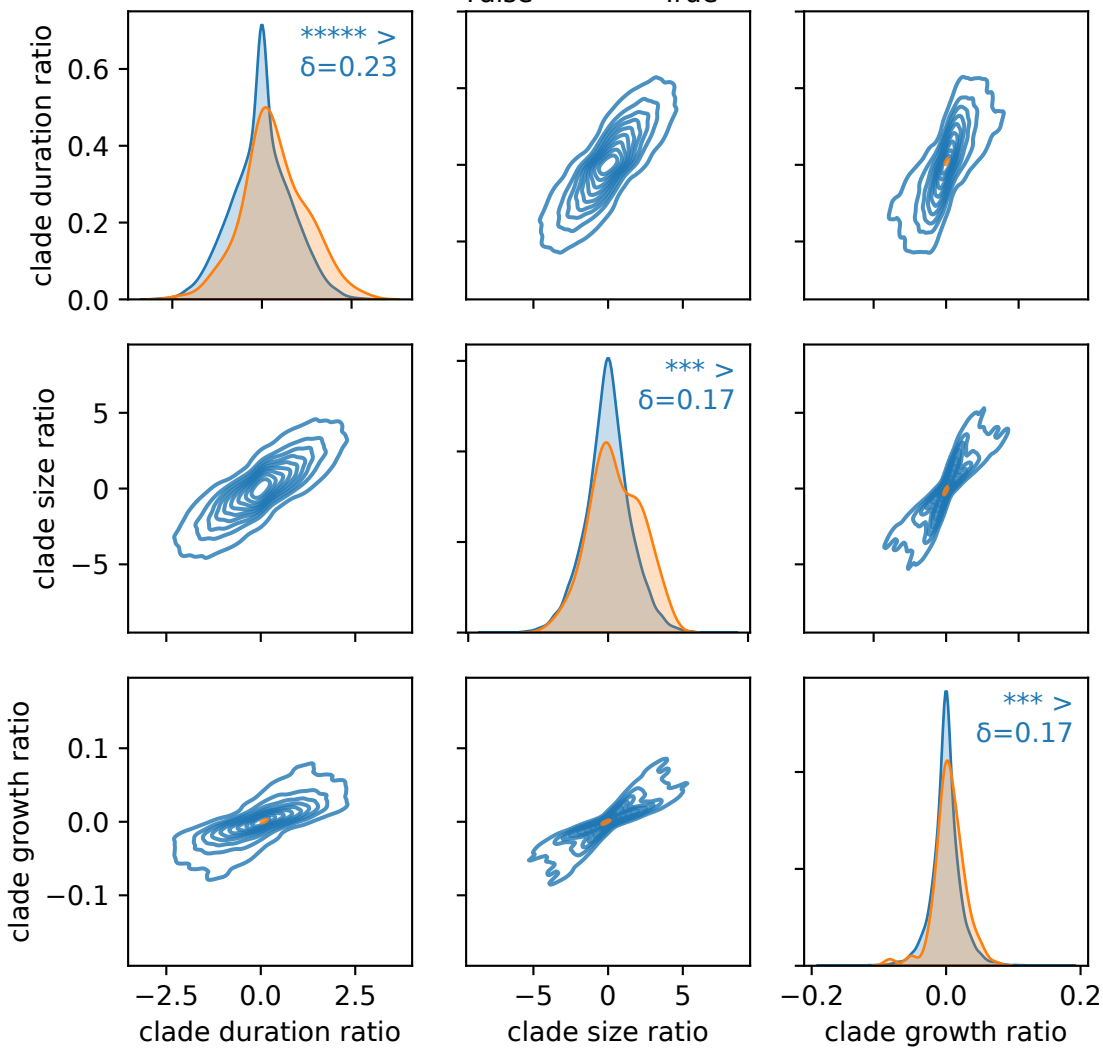 True
clade duration ratio
0.6
0.4
0.2
0.0
***** >
δ=0.23
clade size ratio
5
0
−5
*** >
δ=0.17
clade growth ratio
0.1
0.0
−0.1
*** >
δ=0.17
−2.5
0.0
2.5
−5
0
5
−0.2
0.0
0.2
clade duration ratio
clade size ratio
clade growth ratio